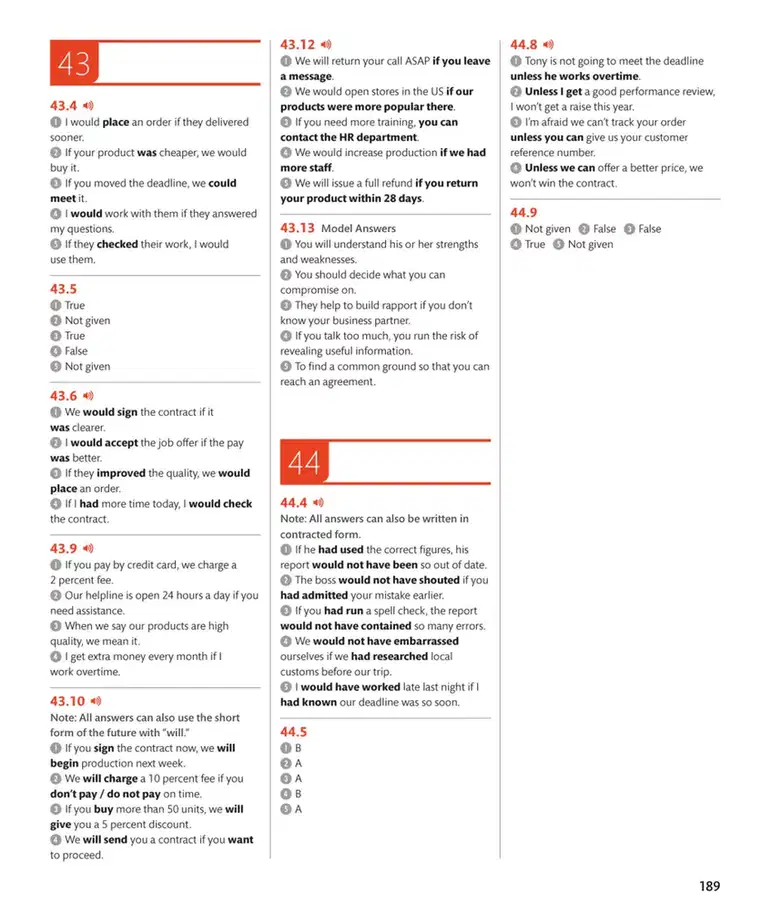 43
43.4
1 I would place an order if they delivered
sooner.
2 If your product was cheaper, we would
buy it.
3 If you moved the deadline, we could
meet it.
4 I would work with them if they answered
my questions.
5 If they checked their work, I would
use them.
43.5
1 True
2 Not given
3 True
4 False
5 Not given
43.6
1 We would sign the contract if it
was clearer.
2 I would accept the job offer if the pay
was better.
3 If they improved the quality, we would
place an order.
4 If I had more time today, I would check
the contract.
43.9
1 If you pay by credit card, we charge a
2 percent fee.
2 Our helpline is open 24 hours a day if you
need assistance.
3 When we say our products are high
quality, we mean it.
4 I get extra money every month if I
work overtime.
43.10
Note: All answers can also use the short
form of the future with “will.”
1 If you sign the contract now, we will
begin production next week.
2 We will charge a 10 percent fee if you
don’t pay / do not pay on time.
3 If you buy more than 50 units, we will
give you a 5 percent discount.
4 We will send you a contract if you want
to proceed.
43.12
1 We will return your call ASAP if you leave
a message.
2 We would open stores in the US if our
products were more popular there.
3 If you need more training, you can
contact the HR department.
4 We would increase production if we had
more staff.
5 We will issue a full refund if you return
your product within 28 days.
43.13 Model Answers
1 You will understand his or her strengths
and weaknesses.
2 You should decide what you can
compromise on.
3 They help to build rapport if you don’t
know your business partner.
4 If you talk too much, you run the risk of
revealing useful information.
5 To find a common ground so that you can
reach an agreement.
44
44.4
Note: All answers can also be written in
contracted form.
1 If he had used the correct figures, his
report would not have been so out of date.
2 The boss would not have shouted if you
had admitted your mistake earlier.
3 If you had run a spell check, the report
would not have contained so many errors.
4 We would not have embarrassed
ourselves if we had researched local
customs before our trip.
5 I would have worked late last night if I
had known our deadline was so soon.
44.5
1 B
2 A
3 A
4 B
5 A
44.8
1 Tony is not going to meet the deadline
unless he works overtime.
2 Unless I get a good performance review,
I won’t get a raise this year.
3 I’m afraid we can’t track your order
unless you can give us your customer
reference number.
4 Unless we can offer a better price, we
won’t win the contract.
44.9
1 Not given 2 False 3 False
4 True 5 Not given
189